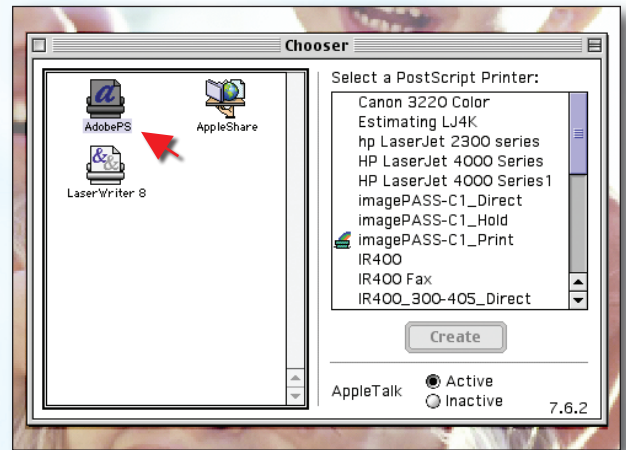 Chooser
AdobePS
AppleShare
LaserWriter 8
Select a PostScript Printer:
Canon 3220 Color
Estimating LJ4K
hp LaserJet 2300 series
HP LaserJet 4000 Series
HP LaserJet 4000 Series1
imagePASS-C1_Direct
imagePASS-C1_Hold
imagePASS-C1_Print
IR400
IR400 Fax
IR400_300-405_Direct
Create
AppleTalk
Active
Inactive
7.6.2